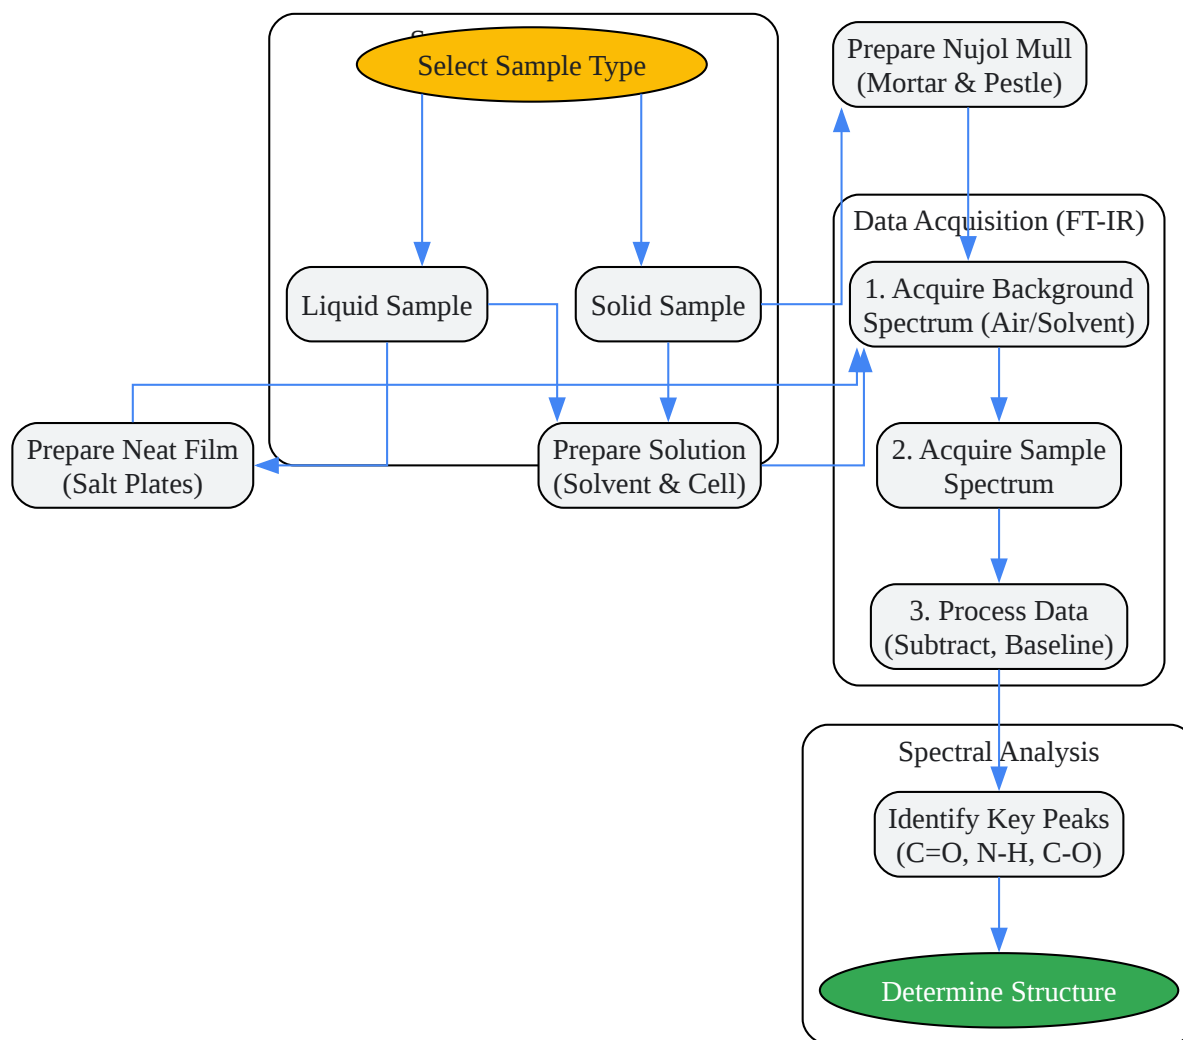 Select Sample Type
Prepare Nujol Mull
(Mortar & Pestle)
Data Acquisition (FT-IR)
Liquid Sample
Solid Sample
1. Acquire Background
Spectrum (Air/Solvent)
Prepare Neat Film
(Salt Plates)
Prepare Solution
(Solvent & Cell)
2. Acquire Sample
Spectrum
3. Process Data
(Subtract, Baseline)
Spectral Analysis
Identify Key Peaks
(C=O, N-H, C-O)
Determine Structure